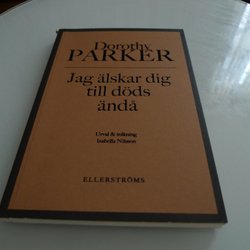 Dorothy
PARKER
Jag älskar dig
till döds
ändå
Urval & tolkning
Isabella Nilsson
ELLERSTRÖMS